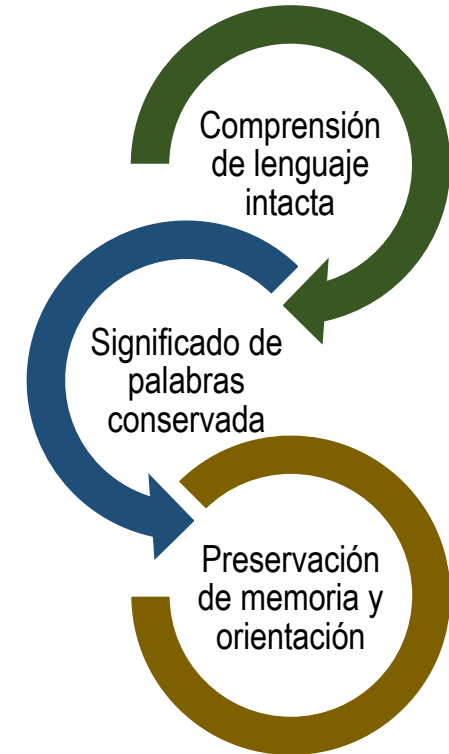 Comprensión
de lenguaje
intacta
Significado de
palabras
conservada
Preservación
de memoria y
orientación